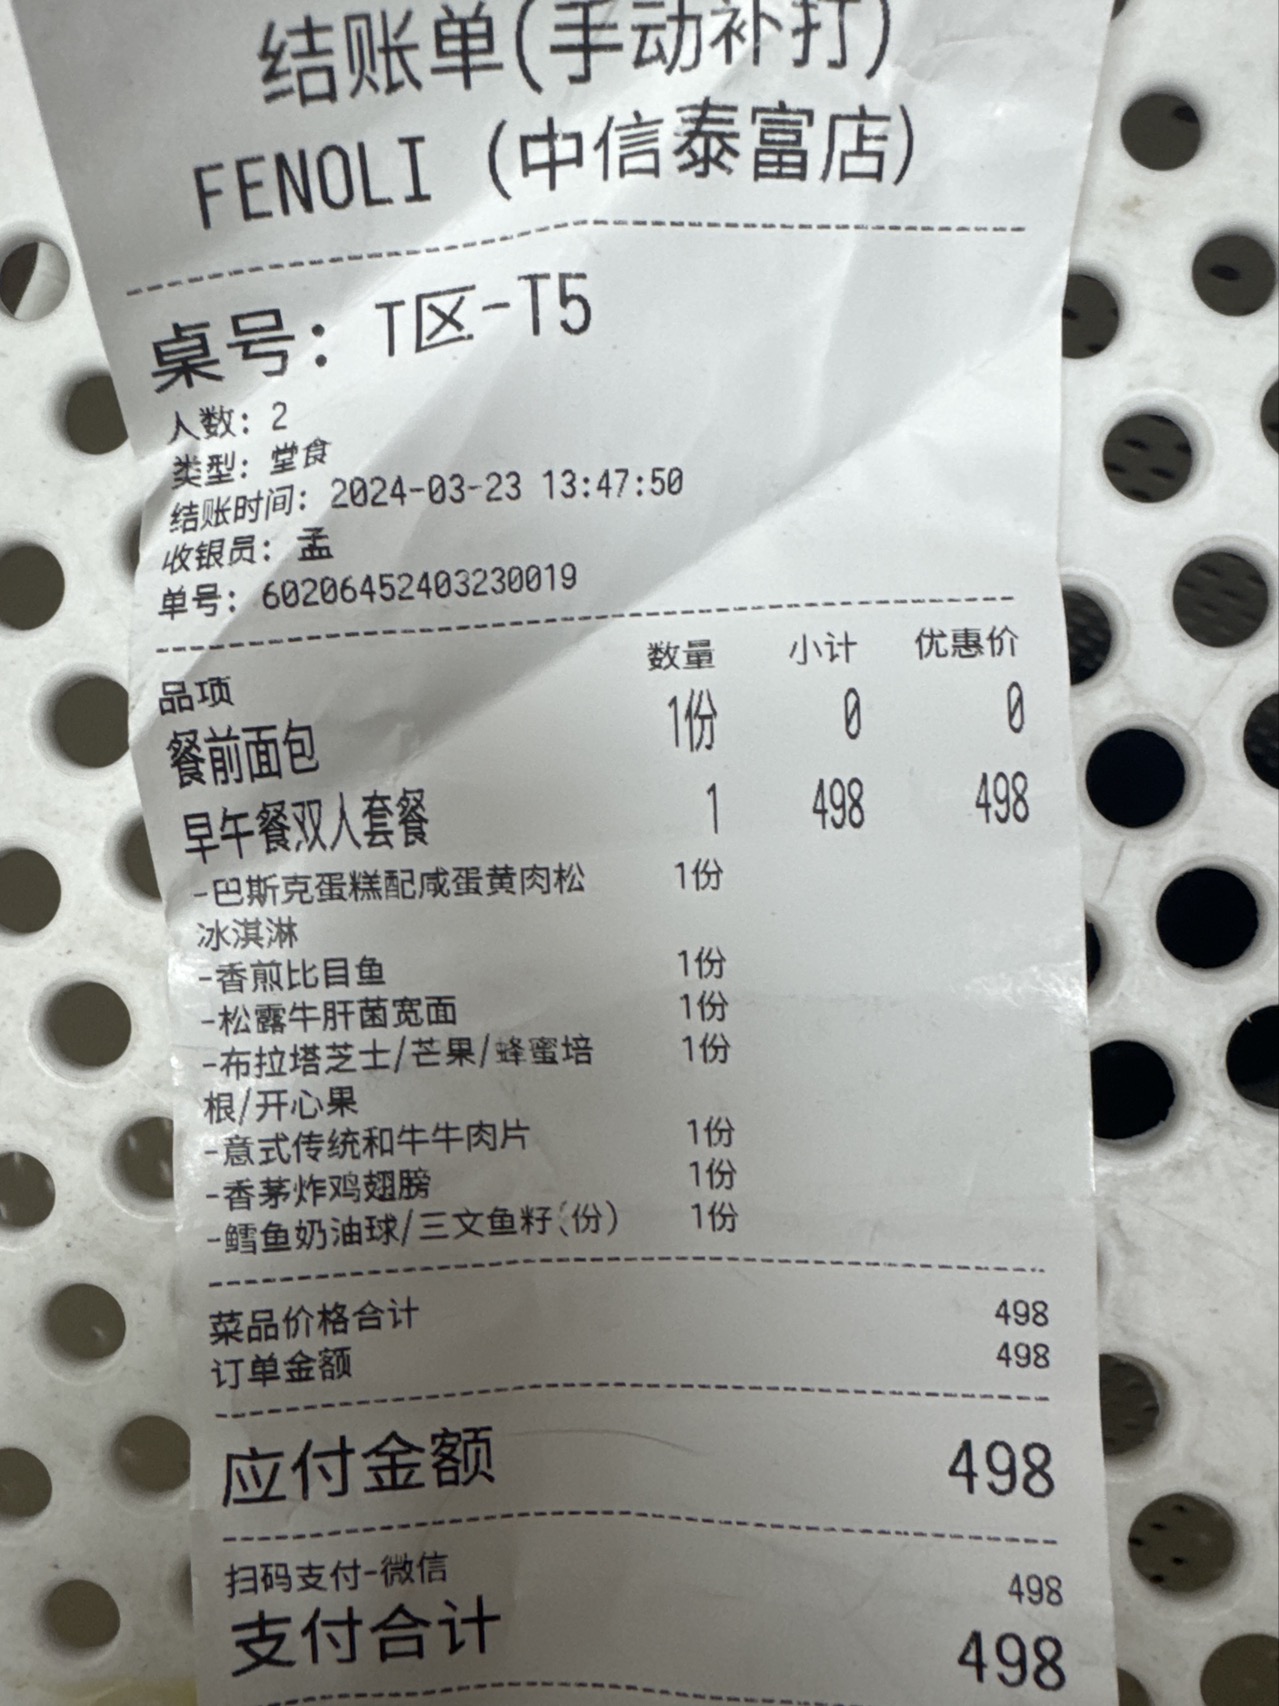 结账单(手动补打)
FENOLI (中信泰富店)
桌号: T区-T5
人数: 2
类型: 堂食
结账时间: 2024-03-23 13:47:50
收银员: 孟
单号: 60206452403230019
品项 数量 小计 优惠价
餐前面包 1份 0 0
早午餐双人套餐 1 498 498
-巴斯克蛋糕配咸蛋黄肉松 1份
冰淇淋
-香煎比目鱼 1份
-松露牛肝菌宽面 1份
-布拉塔芝士/芒果/蜂蜜培 1份
根/开心果
-意式传统和牛牛肉片 1份
-香茅炸鸡翅膀 1份
-鳕鱼奶油球/三文鱼籽(份) 1份
菜品价格合计 498
订单金额 498
应付金额 498
扫码支付-微信 498
支付合计 498